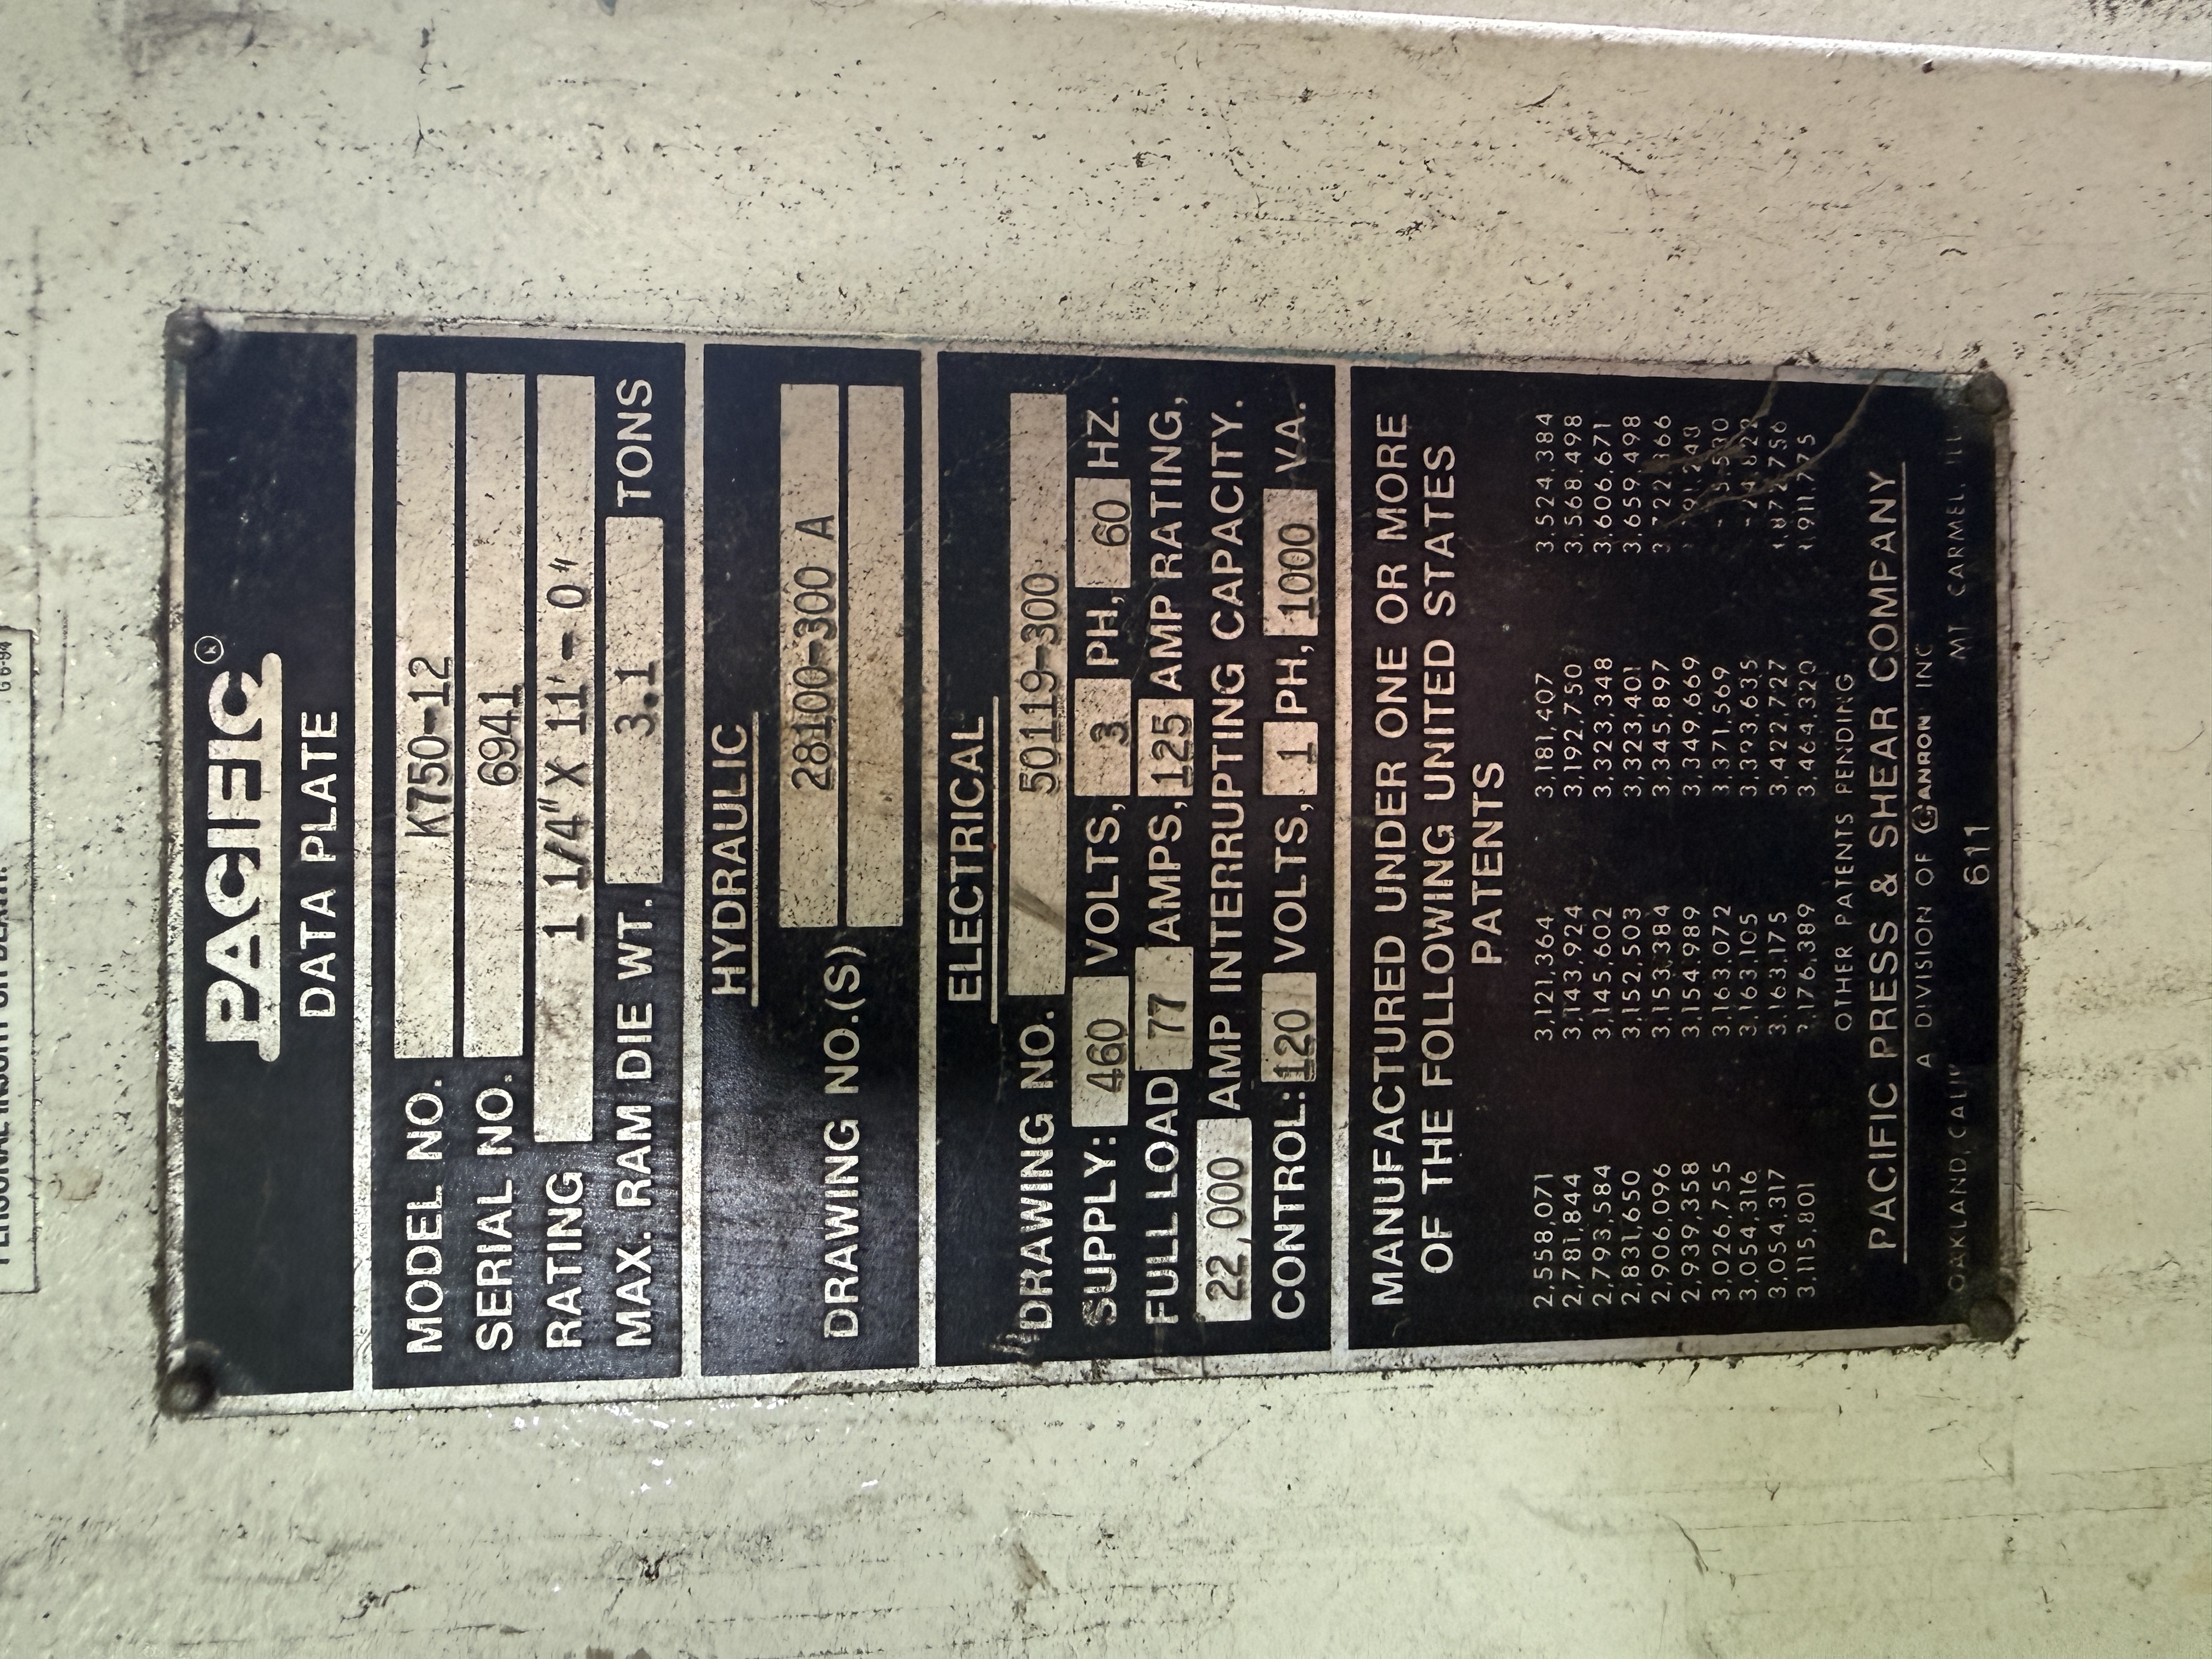 PACIFIC®
DATA PLATE
MODEL NO. K750-12
SERIAL NO. 6941
RATING 1 1/4" X 11' - 0"
MAX. RAM DIE WT. 3.1 TONS
HYDRAULIC
DRAWING NO.(S) 28100-300 A
ELECTRICAL
DRAWING NO. 50119-300
SUPPLY: 460 VOLTS, 3 PH, 60 HZ.
FULL LOAD 77 AMPS, 125 AMP RATING,
22,000 AMP INTERRUPTING CAPACITY.
CONTROL: 120 VOLTS, 1 PH, 1000 VA.
MANUFACTURED UNDER ONE OR MORE
OF THE FOLLOWING UNITED STATES
PATENTS
2,558,071 3,121,364 3,181,407 3,524,384
2,781,844 3,143,924 3,192,750 3,568,498
2,793,584 3,145,602 3,323,348 3,606,671
2,831,650 3,152,503 3,323,401 3,659,498
2,906,096 3,153,384 3,345,897
2,939,358 3,154,989 3,349,669
3,026,755 3,163,072 3,371,569
3,054,316 3,163,105 3,393,635
3,054,317 3,163,175 3,422,727
3,115,801 3,176,389 3,464,320
OTHER PATENTS PENDING
PACIFIC PRESS & SHEAR COMPANY
A DIVISION OF CANRON INC
OAKLAND, CALIF MT CARMEL, ILL
611